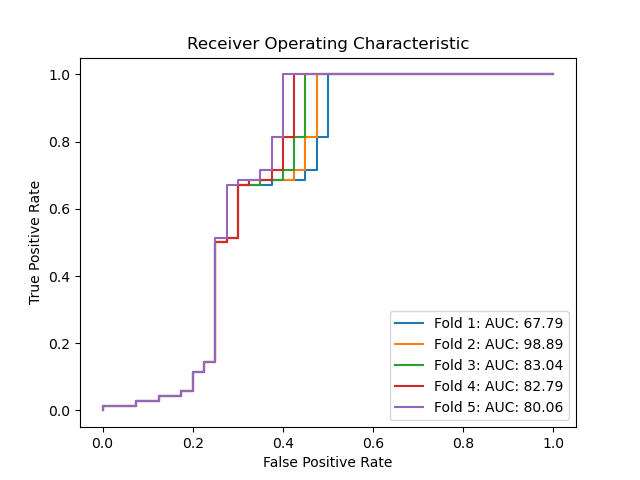 Receiver Operating Characteristic
True Positive Rate
1.0
0.8
0.6
0.4
0.2
0.0
Fold 1: AUC: 67.79
Fold 2: AUC: 98.89
Fold 3: AUC: 83.04
Fold 4: AUC: 82.79
Fold 5: AUC: 80.06
0.0 0.2 0.4 0.6 0.8 1.0
False Positive Rate